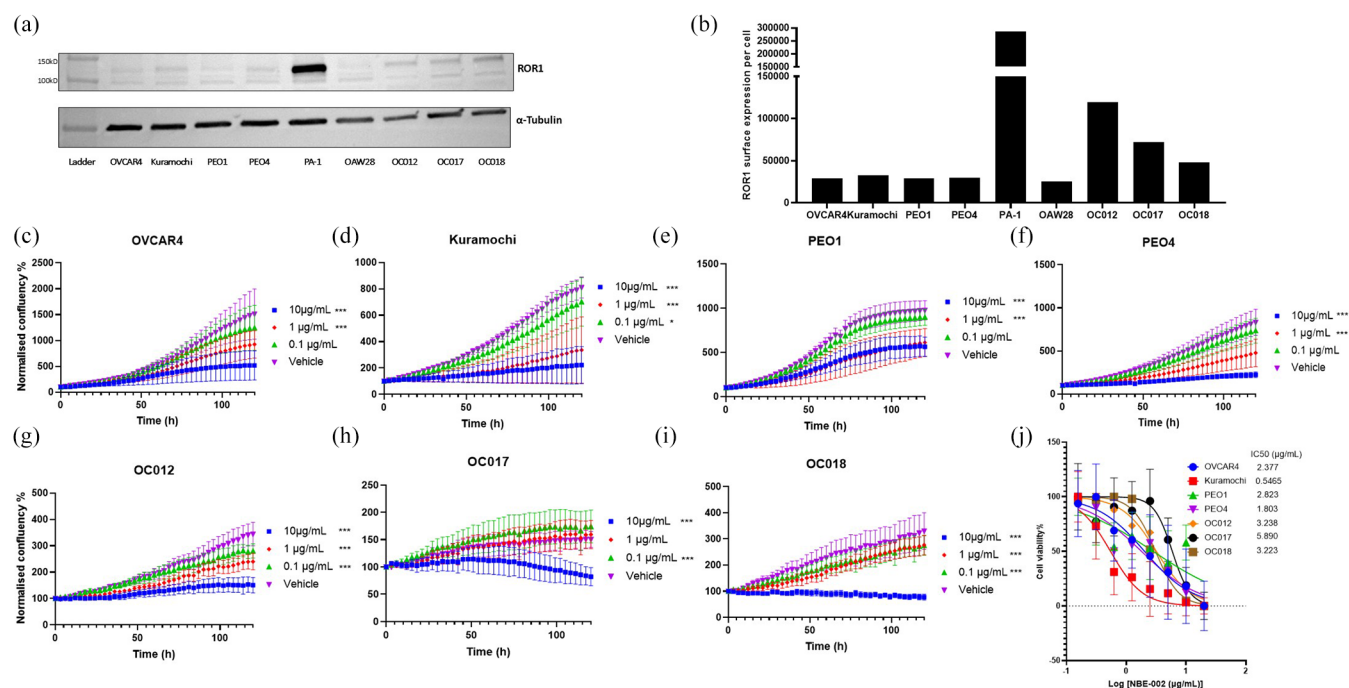 (a)
150kD
100kD
ROR1
α-Tubulin
Ladder OVCAR4 Kuramochi PEO1 PEO4 PA-1 OAW28 OC012 OC017 OC018
(b)
ROR1 surface expression per cell
300000
250000
200000
150000
150000
100000
50000
0
OVCAR4 Kuramochi PEO1 PEO4 PA-1 OAW28 OC012 OC017 OC018
(c)
OVCAR4
Normalised confluency %
2500
2000
1500
1000
500
0
0 50 100
Time (h)
10µg/mL ***
1 µg/mL ***
0.1 µg/mL
Vehicle
(d)
Kuramochi
1000
800
600
400
200
0
0 50 100
Time (h)
10µg/mL ***
1 µg/mL ***
0.1 µg/mL *
Vehicle
(e)
PEO1
1500
1000
500
0
0 50 100
Time (h)
10µg/mL ***
1 µg/mL ***
0.1 µg/mL
Vehicle
(f)
PEO4
1500
1000
500
0
0 50 100
Time (h)
10µg/mL ***
1 µg/mL ***
0.1 µg/mL
Vehicle
(g)
OC012
Normalised confluency %
500
400
300
200
100
0
0 50 100
Time (h)
10µg/mL ***
1 µg/mL ***
0.1 µg/mL ***
Vehicle
(h)
OC017
250
200
150
100
50
0
0 50 100
Time (h)
10µg/mL ***
1 µg/mL
0.1 µg/mL ***
Vehicle
(i)
OC018
500
400
300
200
100
0
0 50 100
Time (h)
10µg/mL ***
1 µg/mL ***
0.1 µg/mL ***
Vehicle
(j)
Cell viability%
150
100
50
0
-50
-1 0 1 2
Log [NBE-002 (µg/mL)]
IC50 (µg/mL)
OVCAR4 2.377
Kuramochi 0.5465
PEO1 2.823
PEO4 1.803
OC012 3.238
OC017 5.890
OC018 3.223